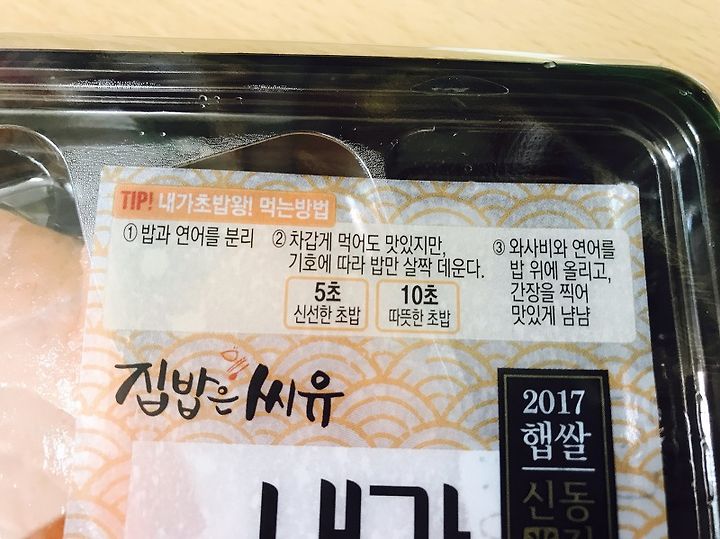 TIP! 내가초밥왕! 먹는방법
① 밥과 연어를 분리
② 차갑게 먹어도 맛있지만,
기호에 따라 밥만 살짝 데운다.
5초
신선한 초밥
10초
따뜻한 초밥
③ 와사비와 연어를
밥 위에 올리고,
간장을 찍어
맛있게 냠냠
집밥은 씨유
2017
햅쌀
신동
내가